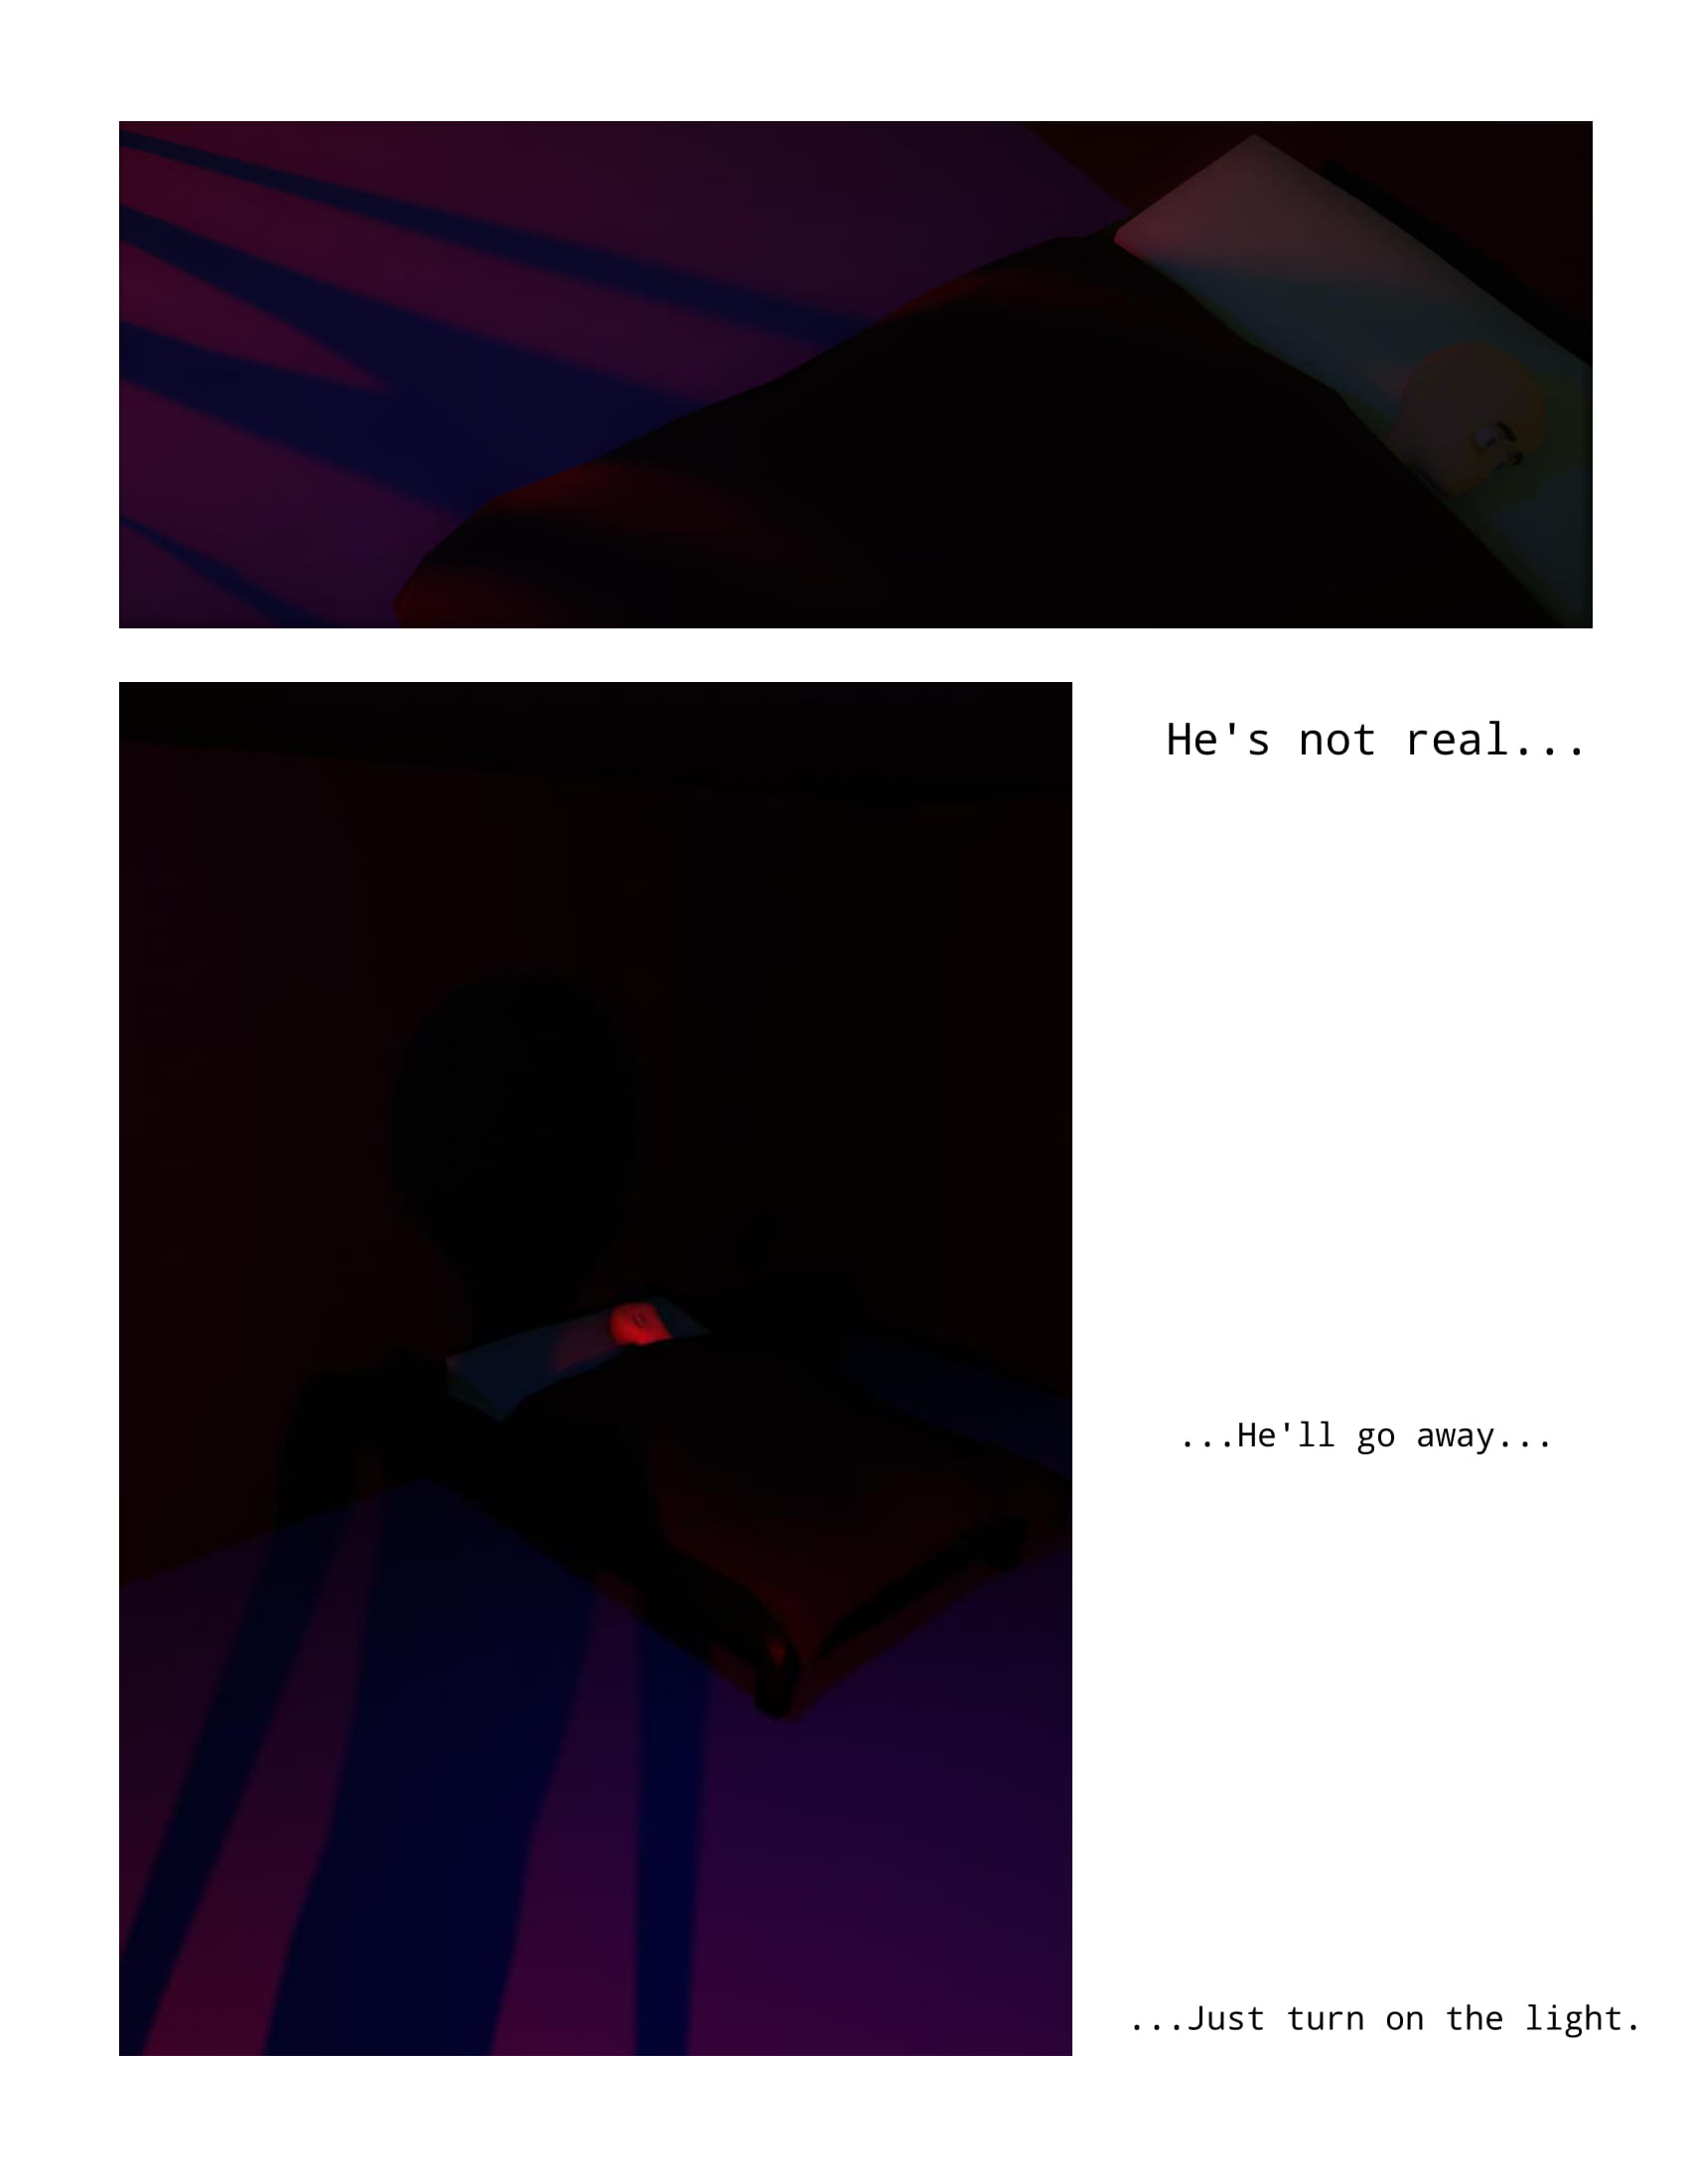 He's not real...
...He'll go away...
...Just turn on the light.